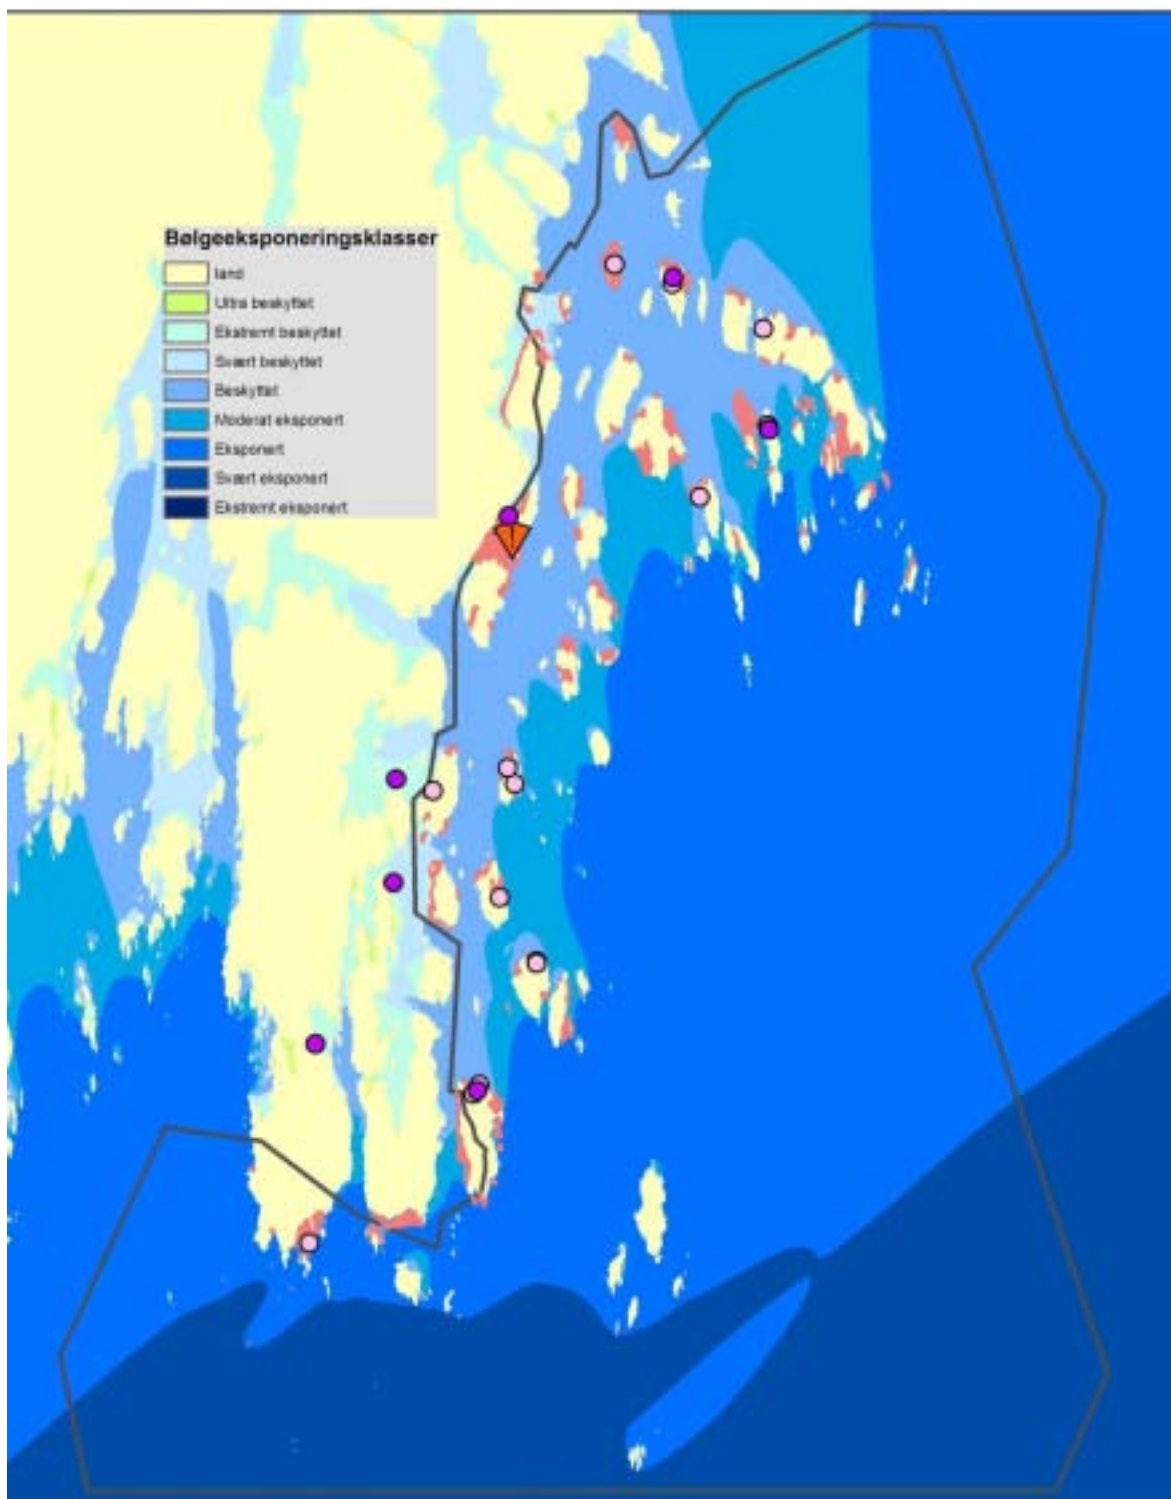 Bølgeeksponeringsklasser
land
Ultra beskyttet
Ekstremt beskyttet
Svært beskyttet
Beskyttet
Moderat eksponert
Eksponert
Svært eksponert
Ekstremt eksponert